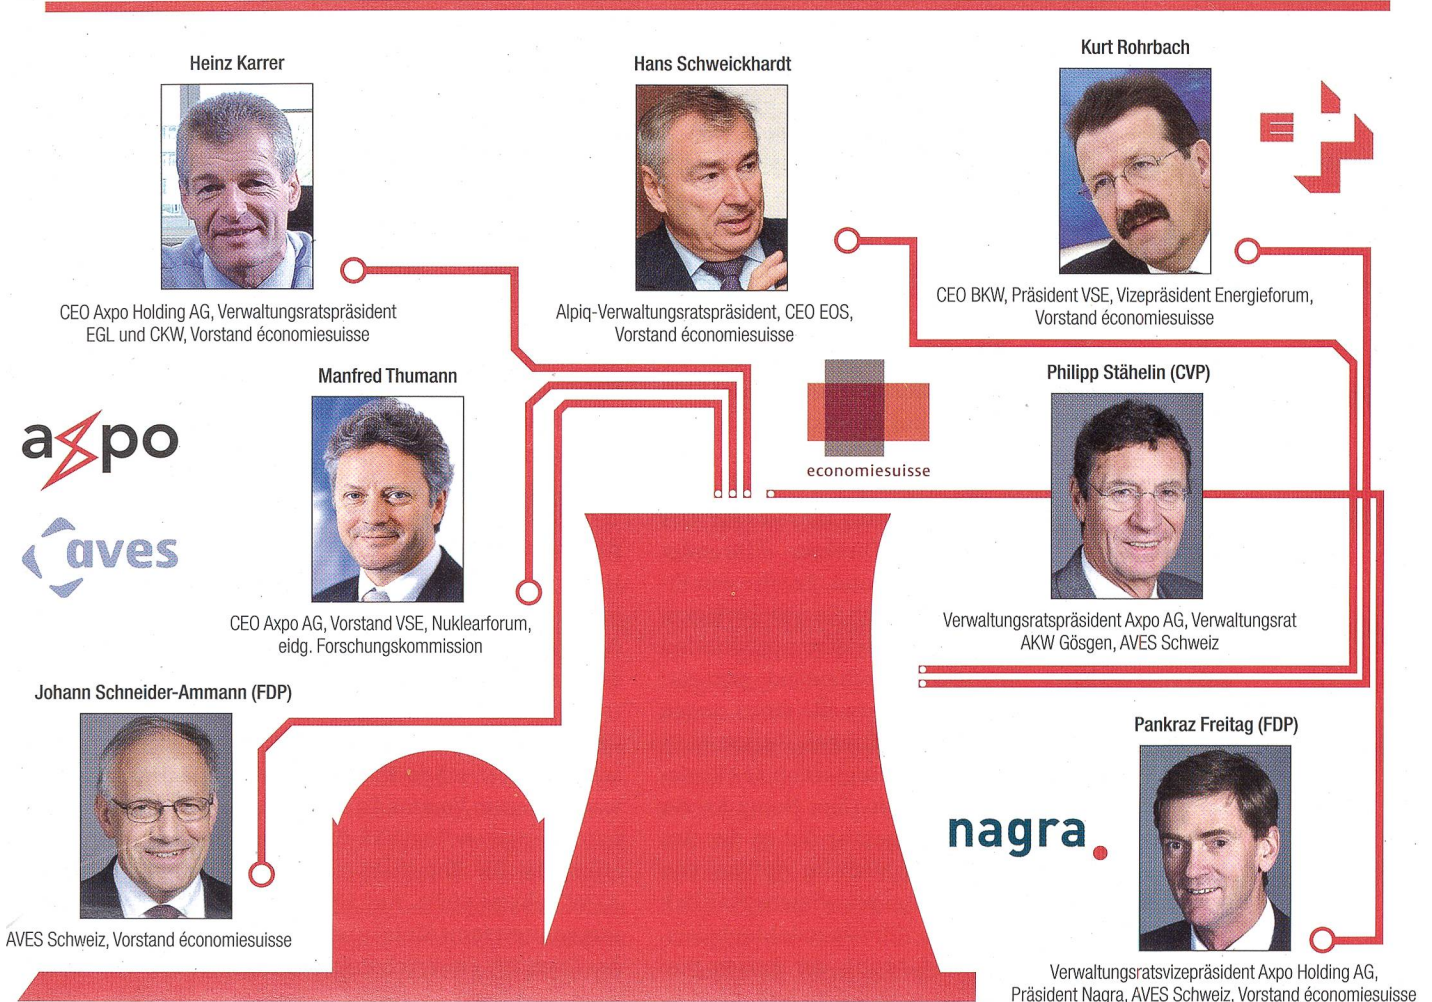 Heinz Karrer
CEO Axpo Holding AG, Verwaltungsratspräsident
EGL und CKW, Vorstand économiesuisse
Hans Schweickhardt
Alpiq-Verwaltungsratspräsident, CEO EOS,
Vorstand économiesuisse
Kurt Rohrbach
E
CEO BKW, Präsident VSE, Vizepräsident Energieforum,
Vorstand économiesuisse
axpo
aves
Manfred Thumann
CEO Axpo AG, Vorstand VSE, Nuklearforum,
eidg. Forschungskommission
economiesuisse
Philipp Stähelin (CVP)
Verwaltungsratspräsident Axpo AG, Verwaltungsrat
AKW Gösgen, AVES Schweiz
Johann Schneider-Ammann (FDP)
AVES Schweiz, Vorstand économiesuisse
nagra.
Pankraz Freitag (FDP)
Verwaltungsratsvizepräsident Axpo Holding AG,
Präsident Nagra, AVES Schweiz, Vorstand économiesuisse